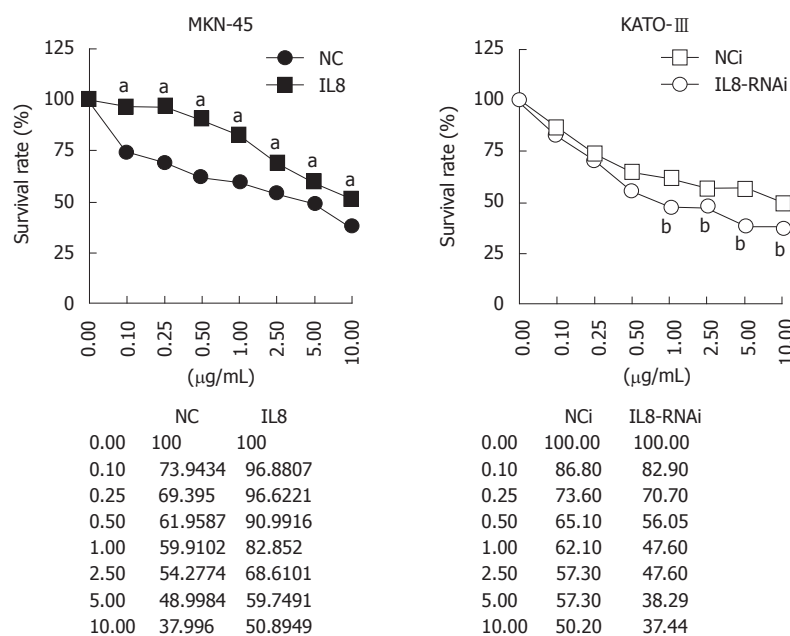 MKN-45
NC
IL8
125
100
75
50
25
0
Survival rate (%)
a a a a a a a
0.00 0.10 0.25 0.50 1.00 2.50 5.00 10.00
(μg/mL)
NC IL8
0.00 100 100
0.10 73.9434 96.8807
0.25 69.395 96.6221
0.50 61.9587 90.9916
1.00 59.9102 82.852
2.50 54.2774 68.6101
5.00 48.9984 59.7491
10.00 37.996 50.8949
KATO-Ⅲ
NCi
IL8-RNAi
125
100
75
50
25
0
Survival rate (%)
b b b b
0.00 0.10 0.25 0.50 1.00 2.50 5.00 10.00
(μg/mL)
NCi IL8-RNAi
0.00 100.00 100.00
0.10 86.80 82.90
0.25 73.60 70.70
0.50 65.10 56.05
1.00 62.10 47.60
2.50 57.30 47.60
5.00 57.30 38.29
10.00 50.20 37.44